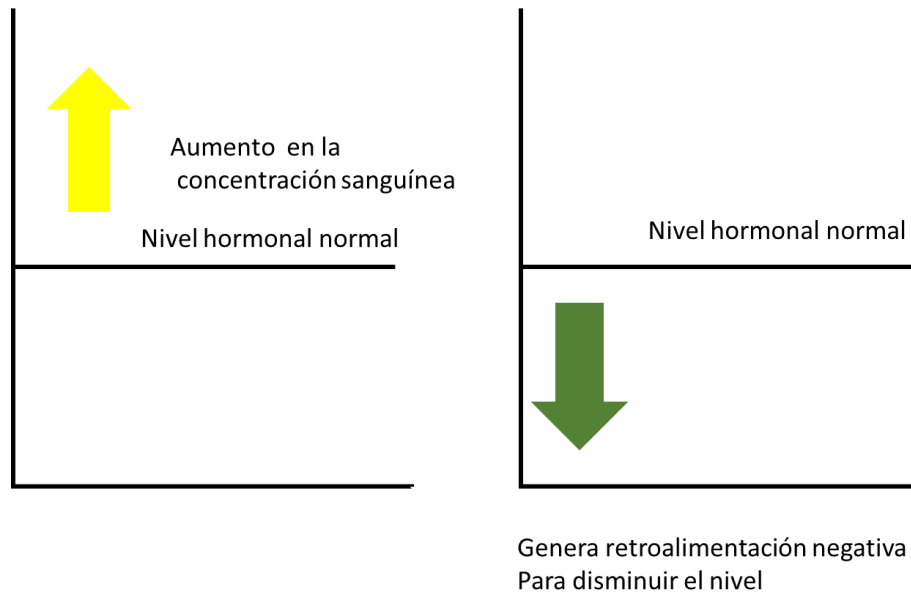 Aumento en la
concentración sanguínea
Nivel hormonal normal
Nivel hormonal normal
Genera retroalimentación negativa
Para disminuir el nivel